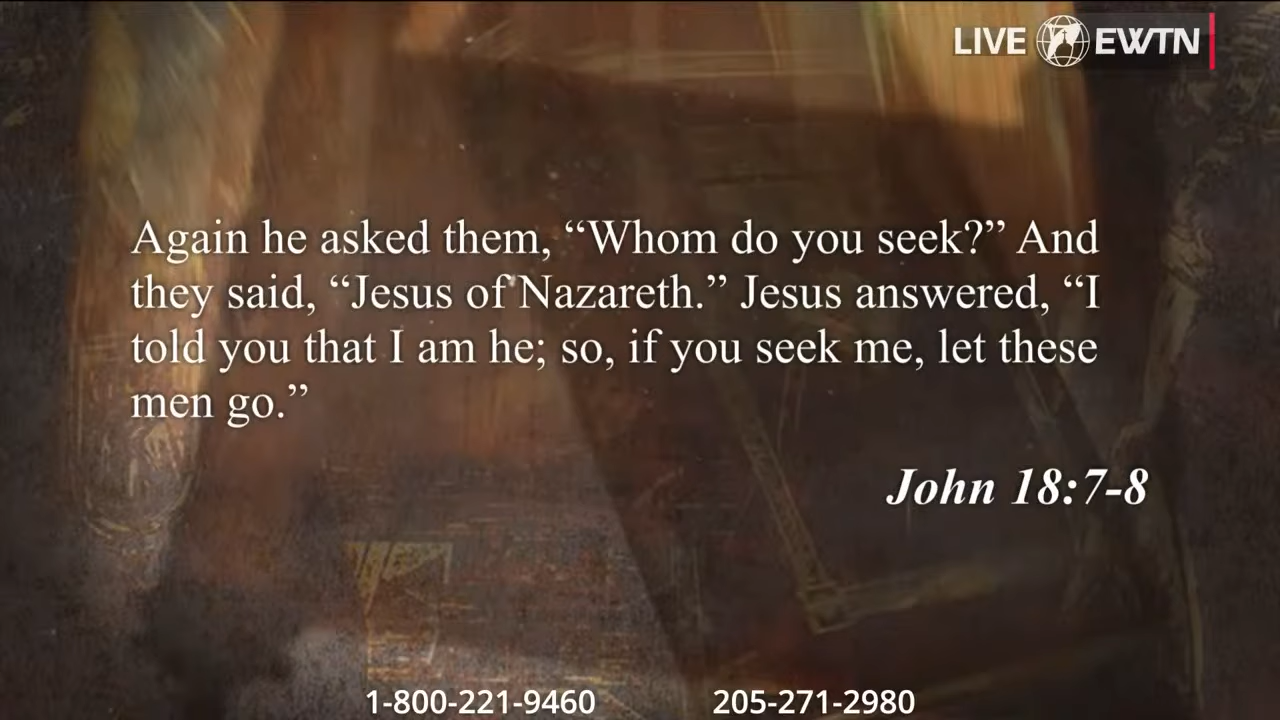 LIVE EWTN
Again he asked them, “Whom do you seek?” And
they said, “Jesus of Nazareth.” Jesus answered, “I
told you that I am he; so, if you seek me, let these
men go.”
John 18:7-8
1-800-221-9460 205-271-2980